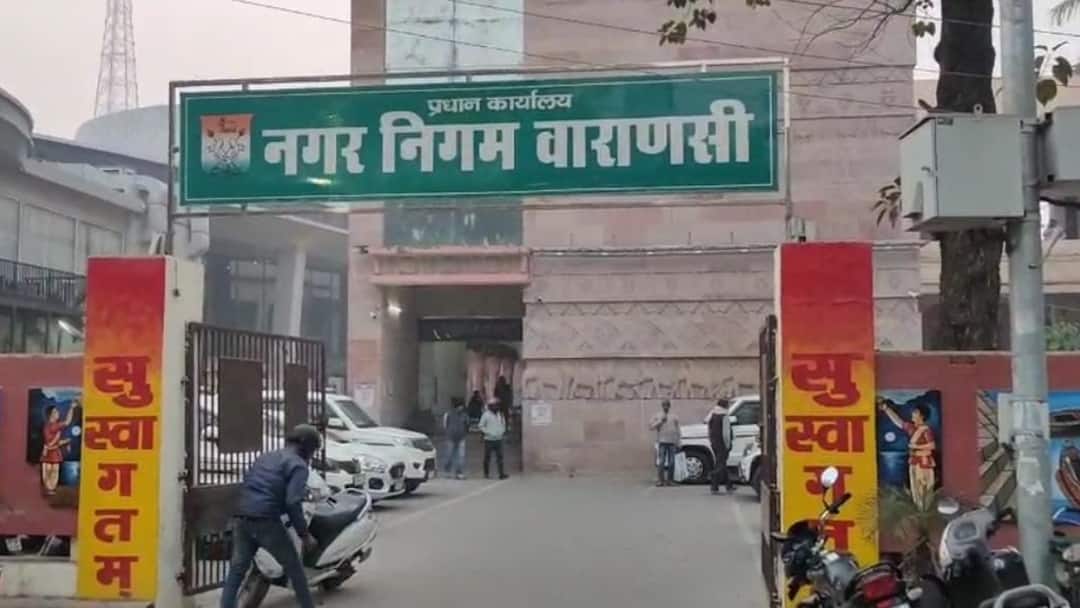 प्रधान कार्यालय
नगर निगम वाराणसी
सु
स्वा
ग
त
म्
सु
स्वा
ग
त